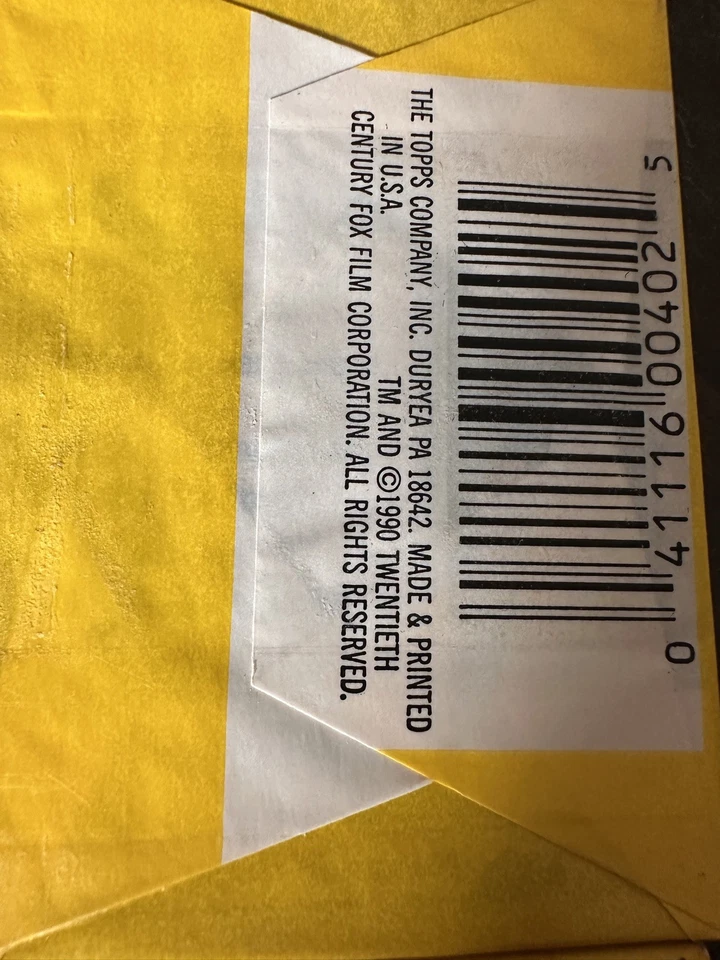 THE TOPPS COMPANY, INC. DURYEA PA 18642. MADE & PRINTED
IN U.S.A. TM AND ©1990 TWENTIETH
CENTURY FOX FILM CORPORATION. ALL RIGHTS RESERVED.
0 41116 00402 5